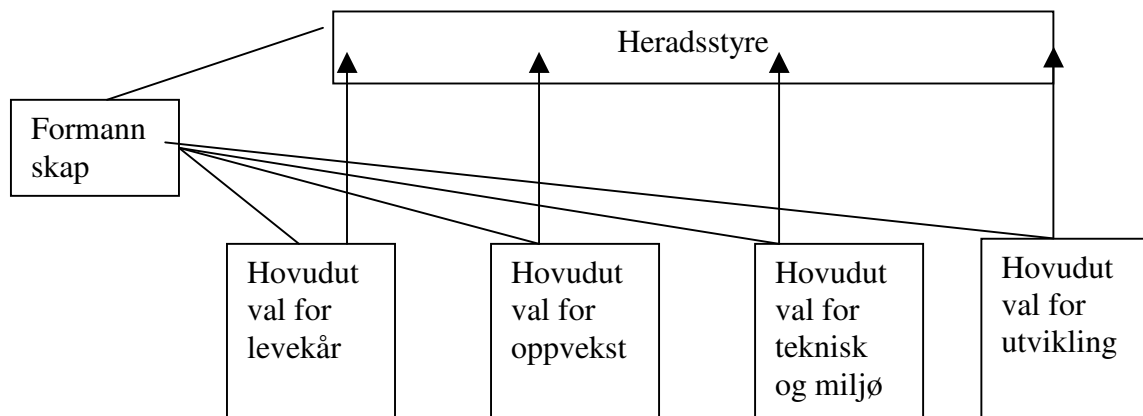 Heradsstyre
Formann
skap
Hovudut
val for
levekår
Hovudut
val for
oppvekst
Hovudut
val for
teknisk
og miljø
Hovudut
val for
utvikling